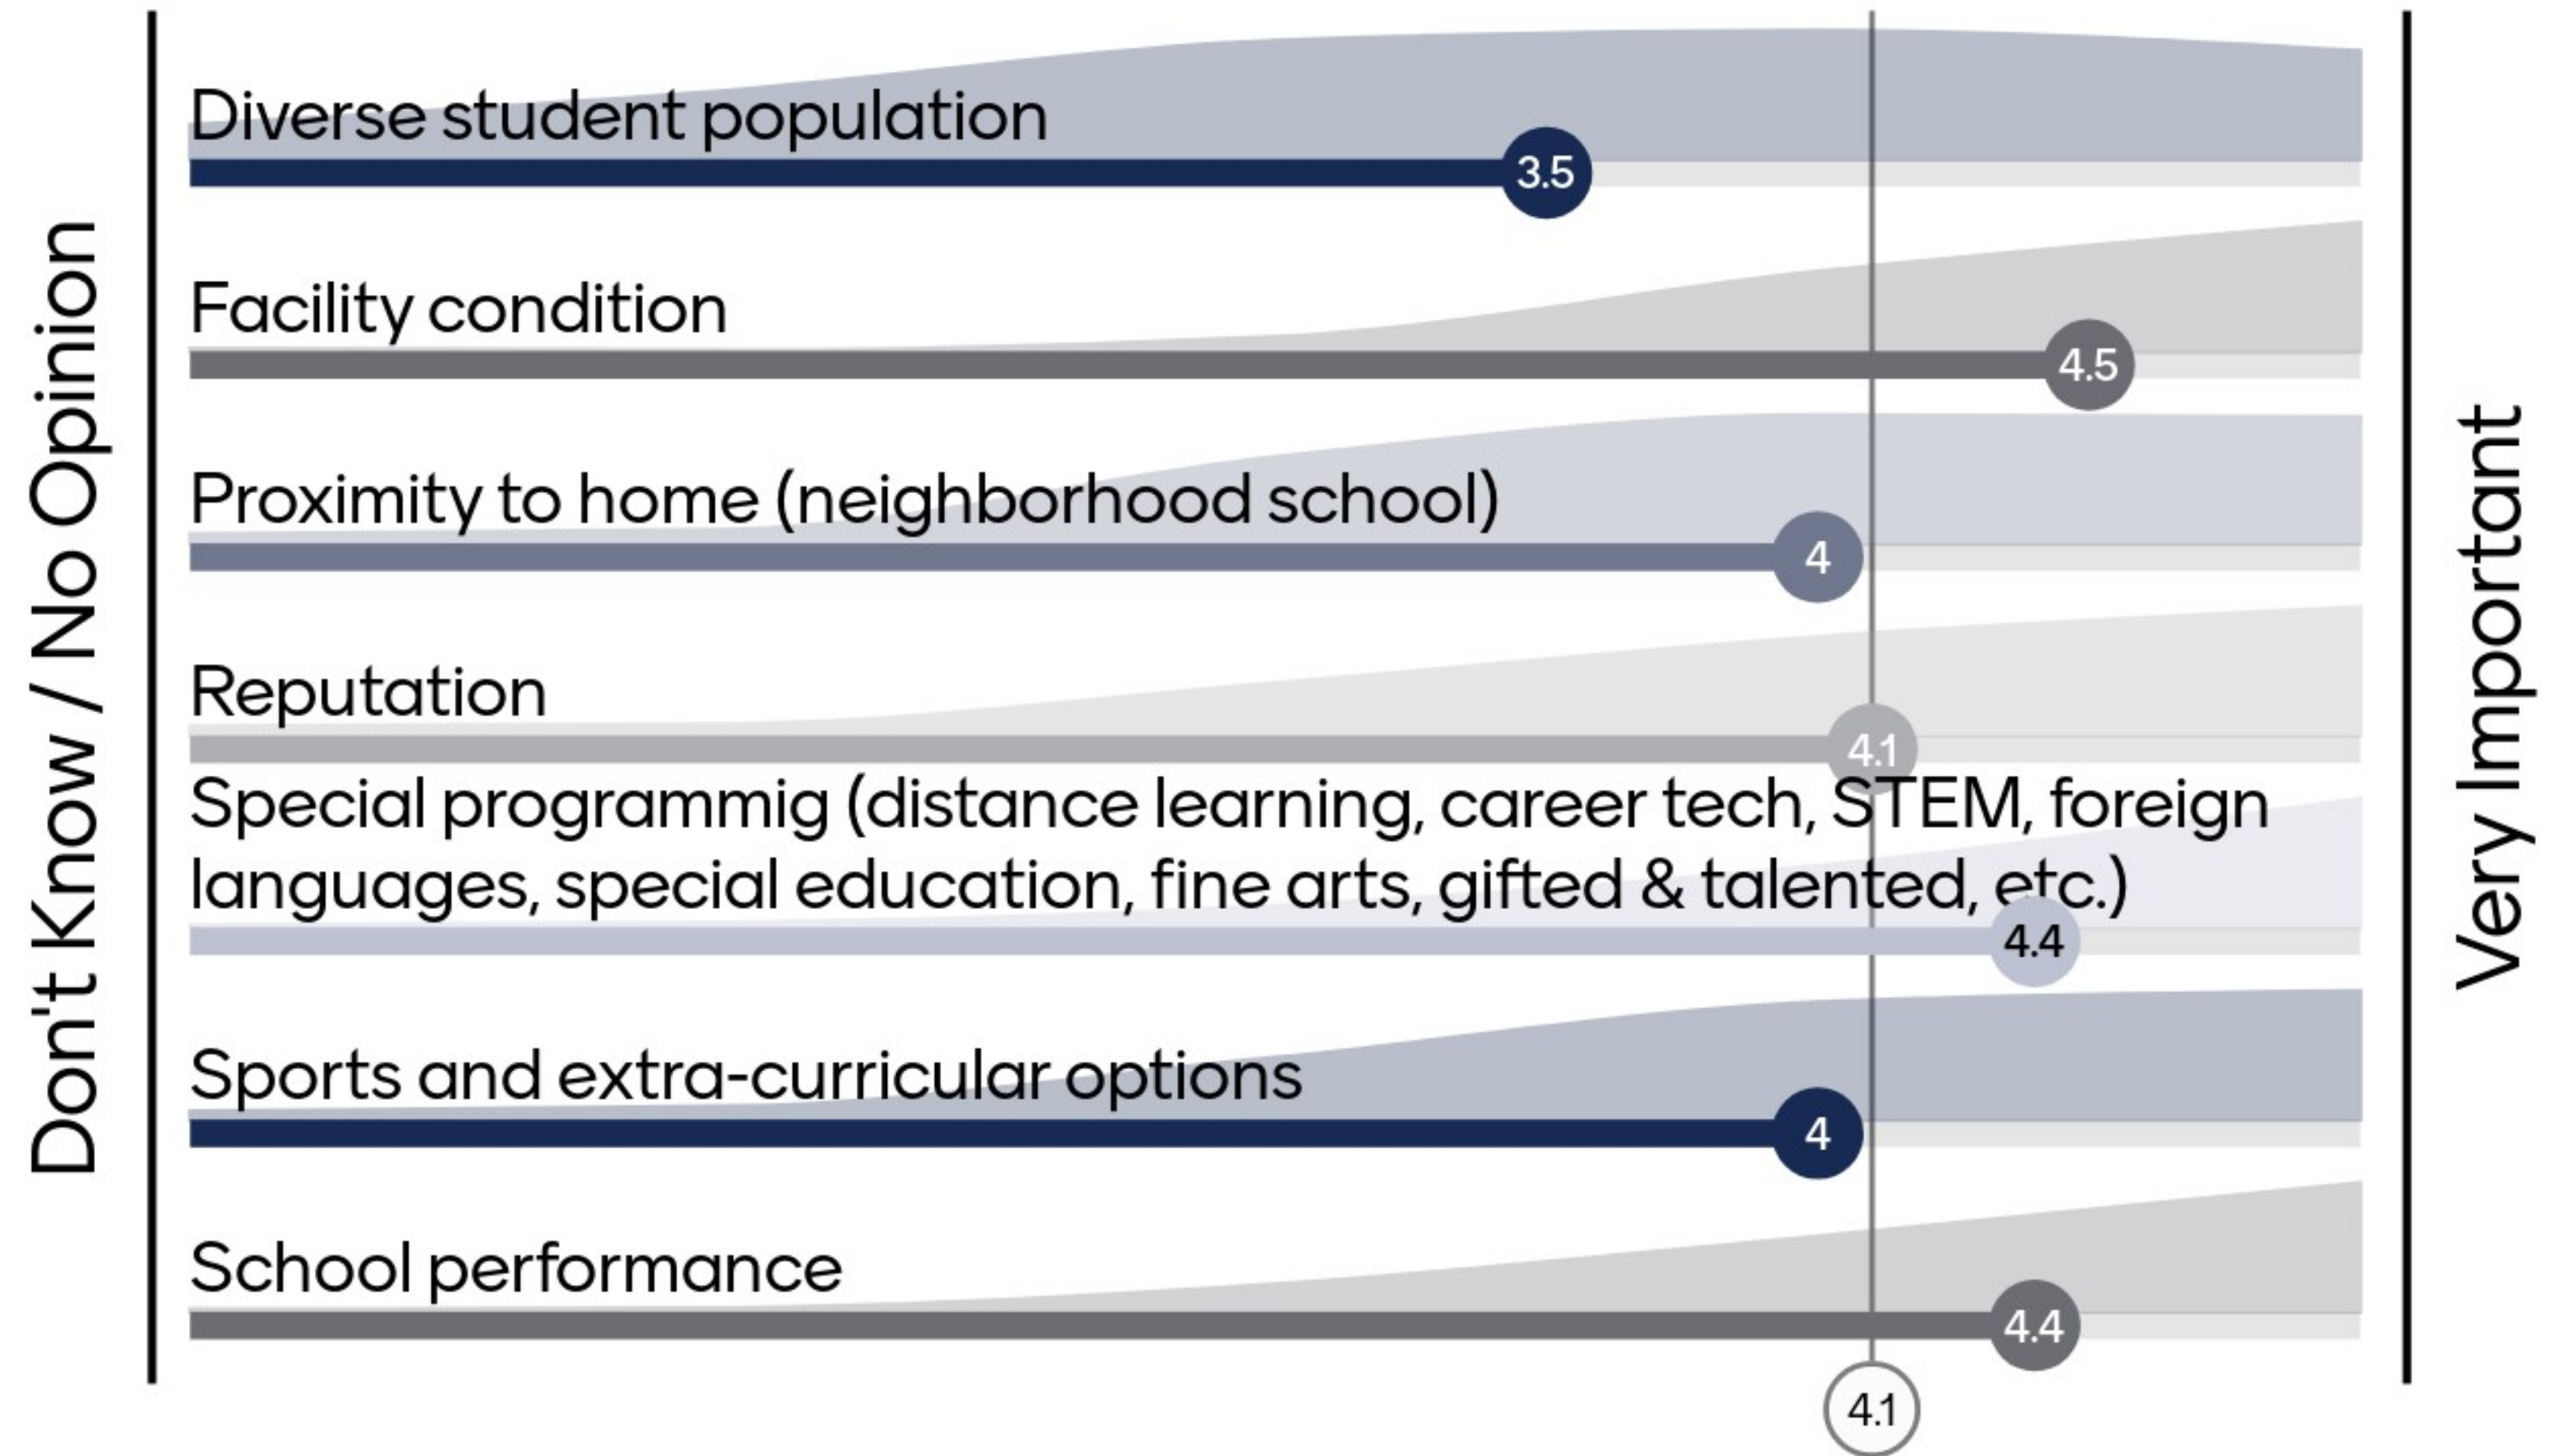 Don't Know / No Opinion
Diverse student population
3.5
Facility condition
4.5
Proximity to home (neighborhood school)
4
Reputation
4.1
Special programmig (distance learning, career tech, STEM, foreign
languages, special education, fine arts, gifted & talented, etc.)
4.4
Sports and extra-curricular options
4
School performance
4.4
4.1
Very Important